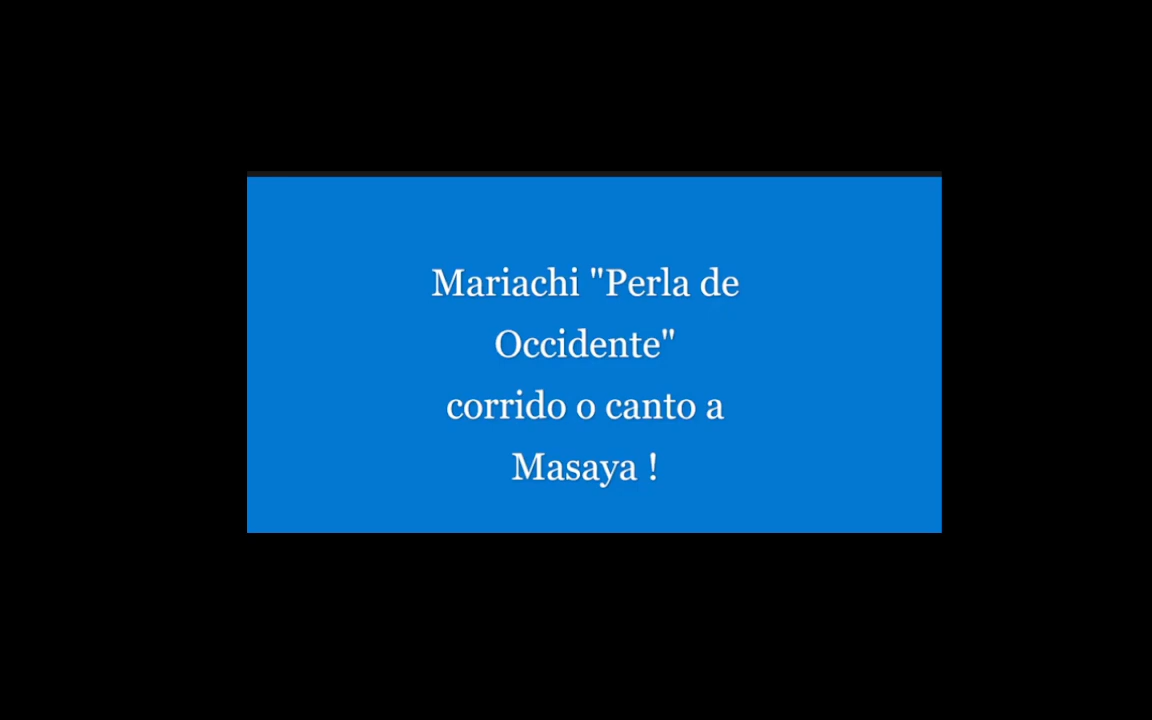 Mariachi "Perla de
Occidente"
corrido o canto a
Masaya !